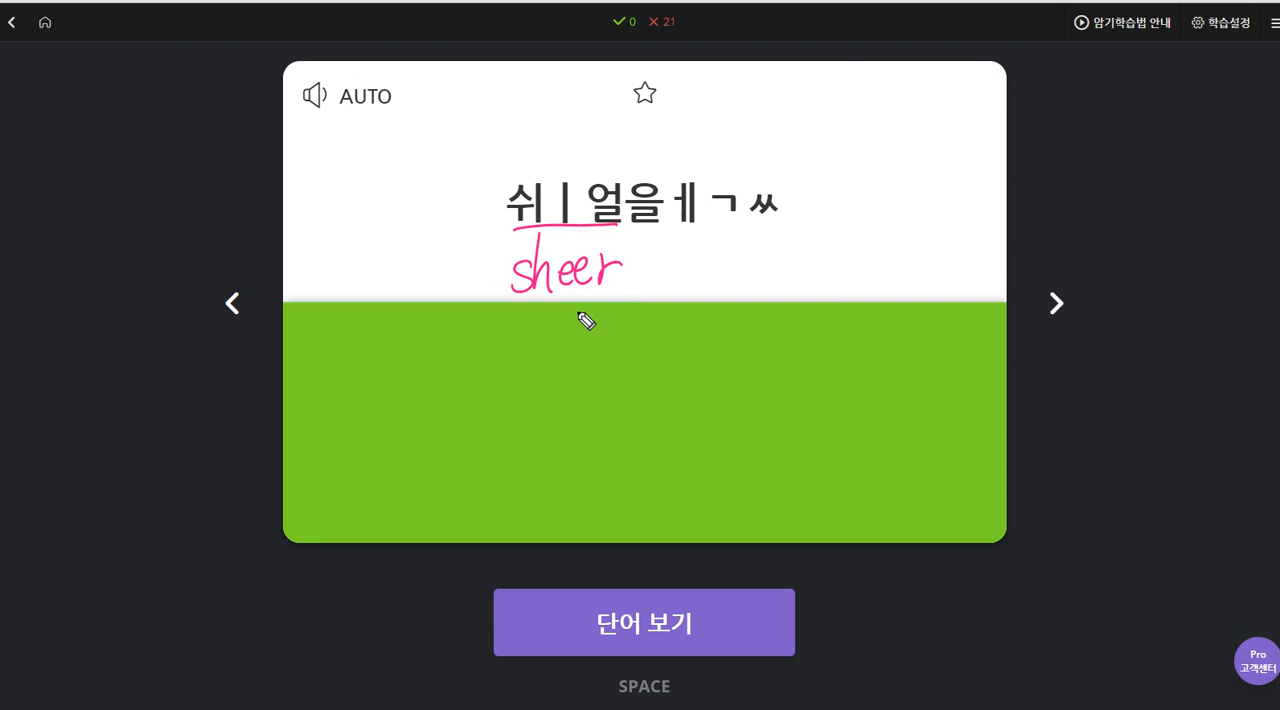 0 21 암기학습법 안내 학습설정
AUTO
쉬ㅣ얼을ㅔㄱㅆ
sheer
단어 보기
SPACE
Pro
고객센터